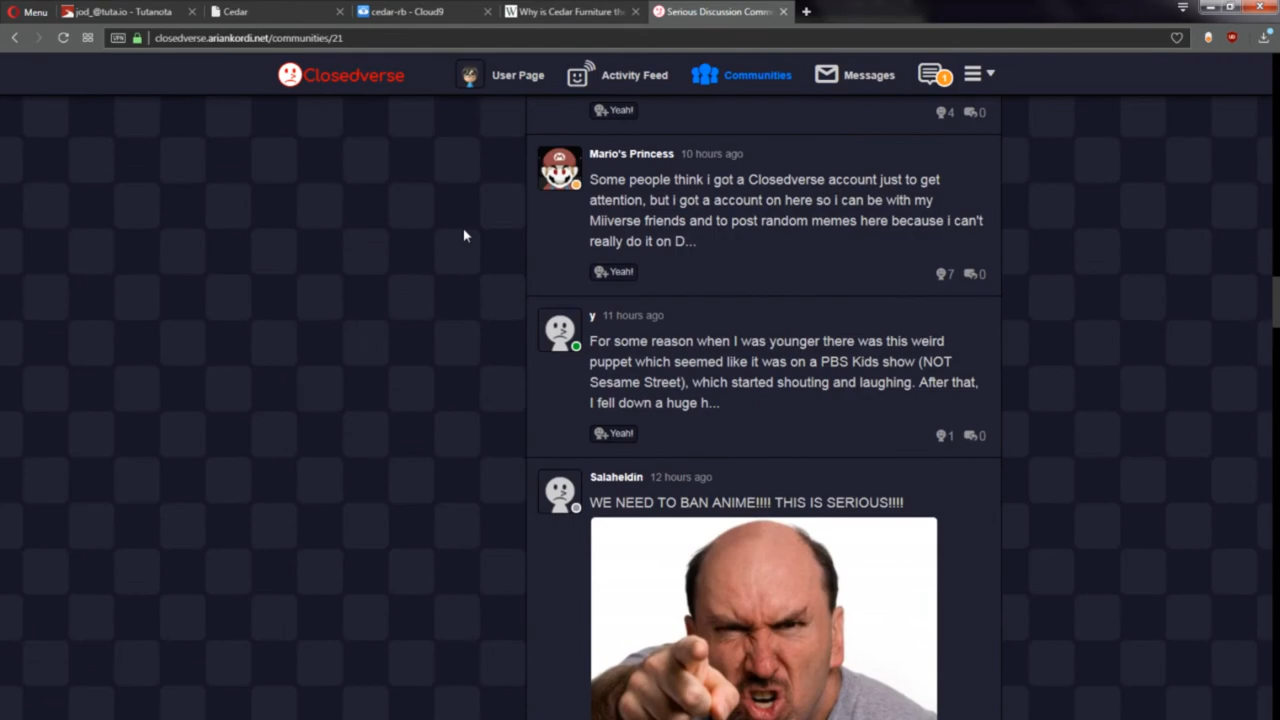 Menu
jod_@tuta.io - Tutanota
Cedar
cedar-rb - Cloud9
W Why is Cedar Furniture the
Serious Discussion Comm
VPN closedverse.ariankordi.net/communities/21
Closedverse
User Page
Activity Feed
Communities
Messages
1
Yeah!
4 0
Mario's Princess 10 hours ago
Some people think i got a Closedverse account just to get
attention, but i got a account on here so i can be with my
Miiverse friends and to post random memes here because i can't
really do it on D...
Yeah!
7 0
y 11 hours ago
For some reason when I was younger there was this weird
puppet which seemed like it was on a PBS Kids show (NOT
Sesame Street), which started shouting and laughing. After that,
I fell down a huge h...
Yeah!
1 0
Salaheldin 12 hours ago
WE NEED TO BAN ANIME!!!! THIS IS SERIOUS!!!!